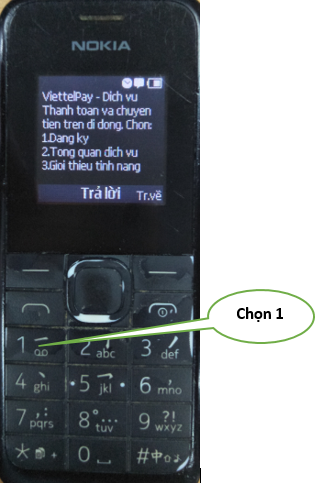 NOKIA
ViettelPay - Dich vu
Thanh toan va chuyen
tien tren di dong. Chon:
1.Dang ky
2.Tong quan dich vu
3.Gioi thieu tinh nang
Trả lời Tr.về
Chọn 1
1
2 abc
3 def
4 ghi
5 jkl
6 mno
7 pqrs
8 tuv
9 wxyz
* +
0
#中